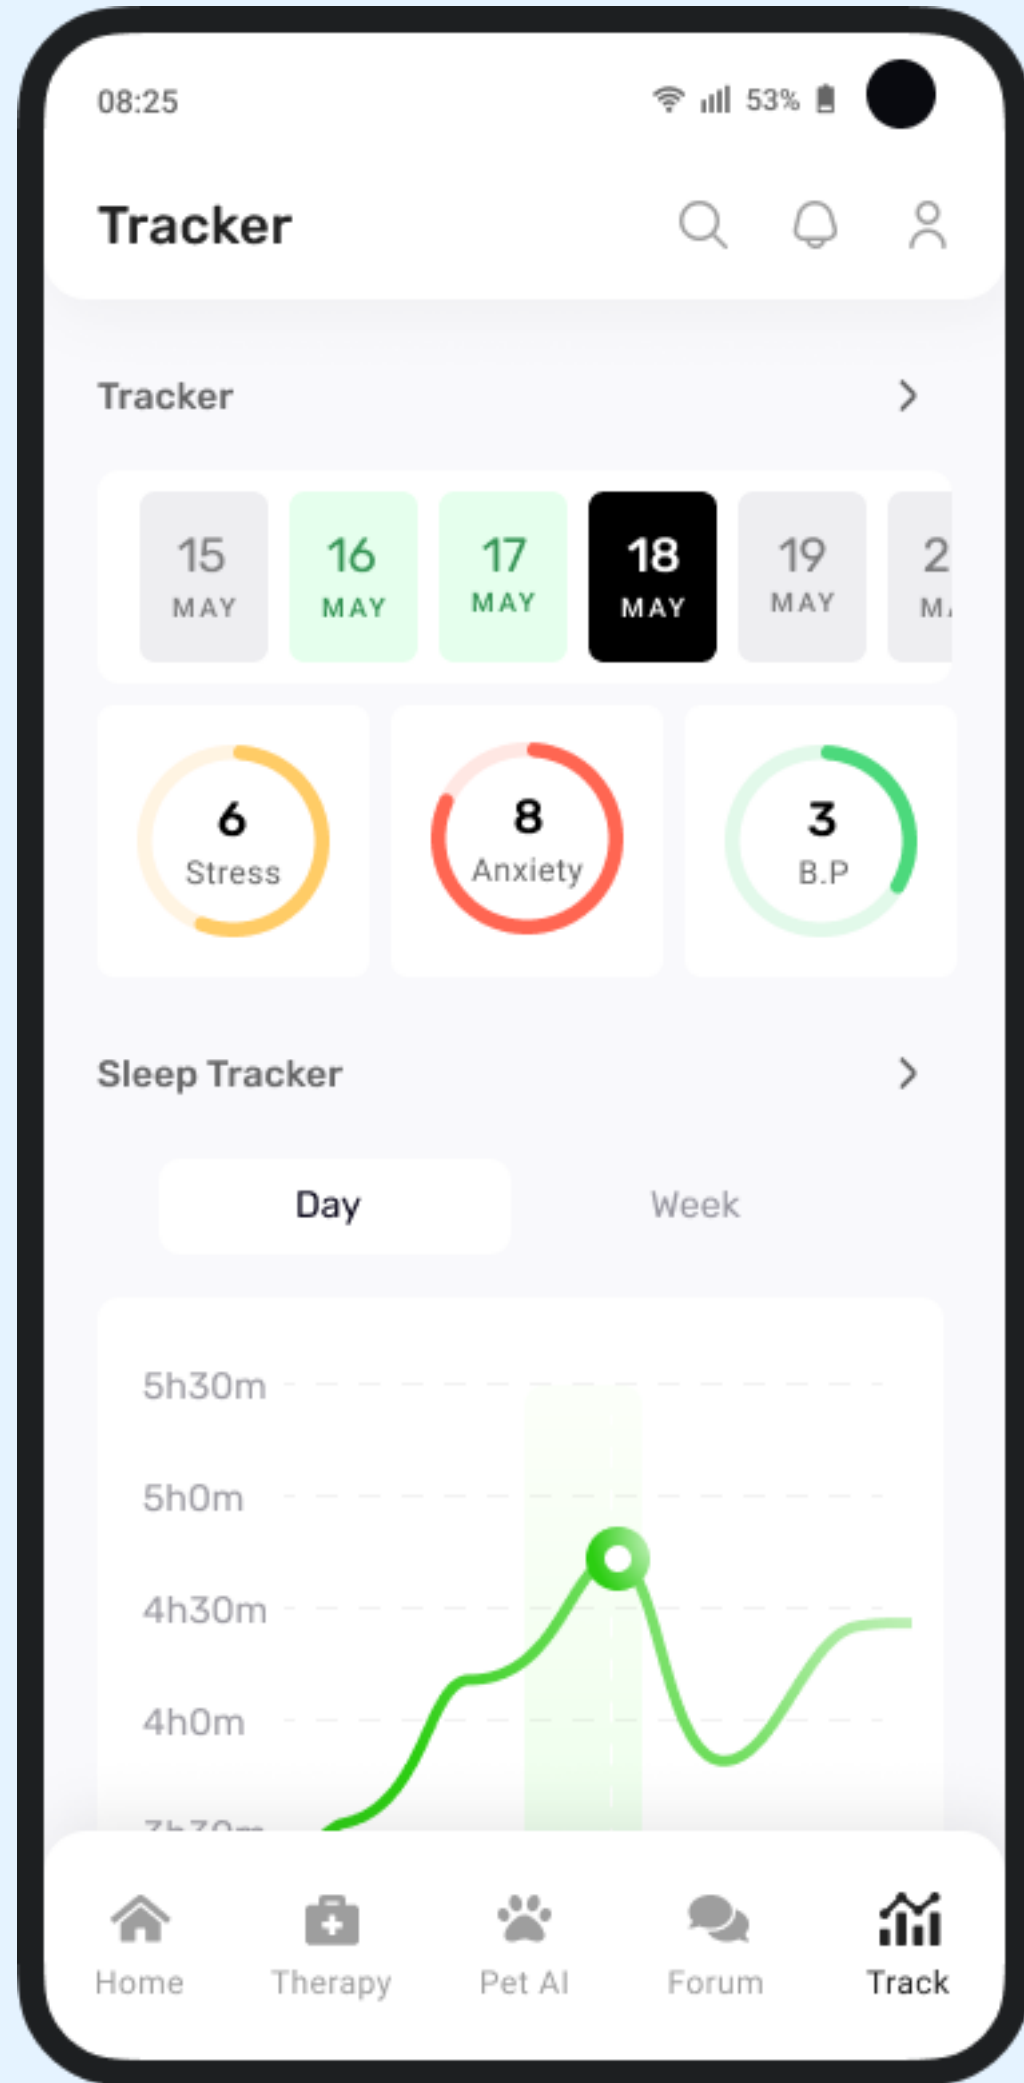 08:25 53%
Tracker
Tracker
15 16 17 18 19 2
MAY MAY MAY MAY MAY
6 8 3
Stress Anxiety B.P
Sleep Tracker
Day Week
5h30m
5h0m
4h30m
4h0m
Home Therapy Pet AI Forum Track